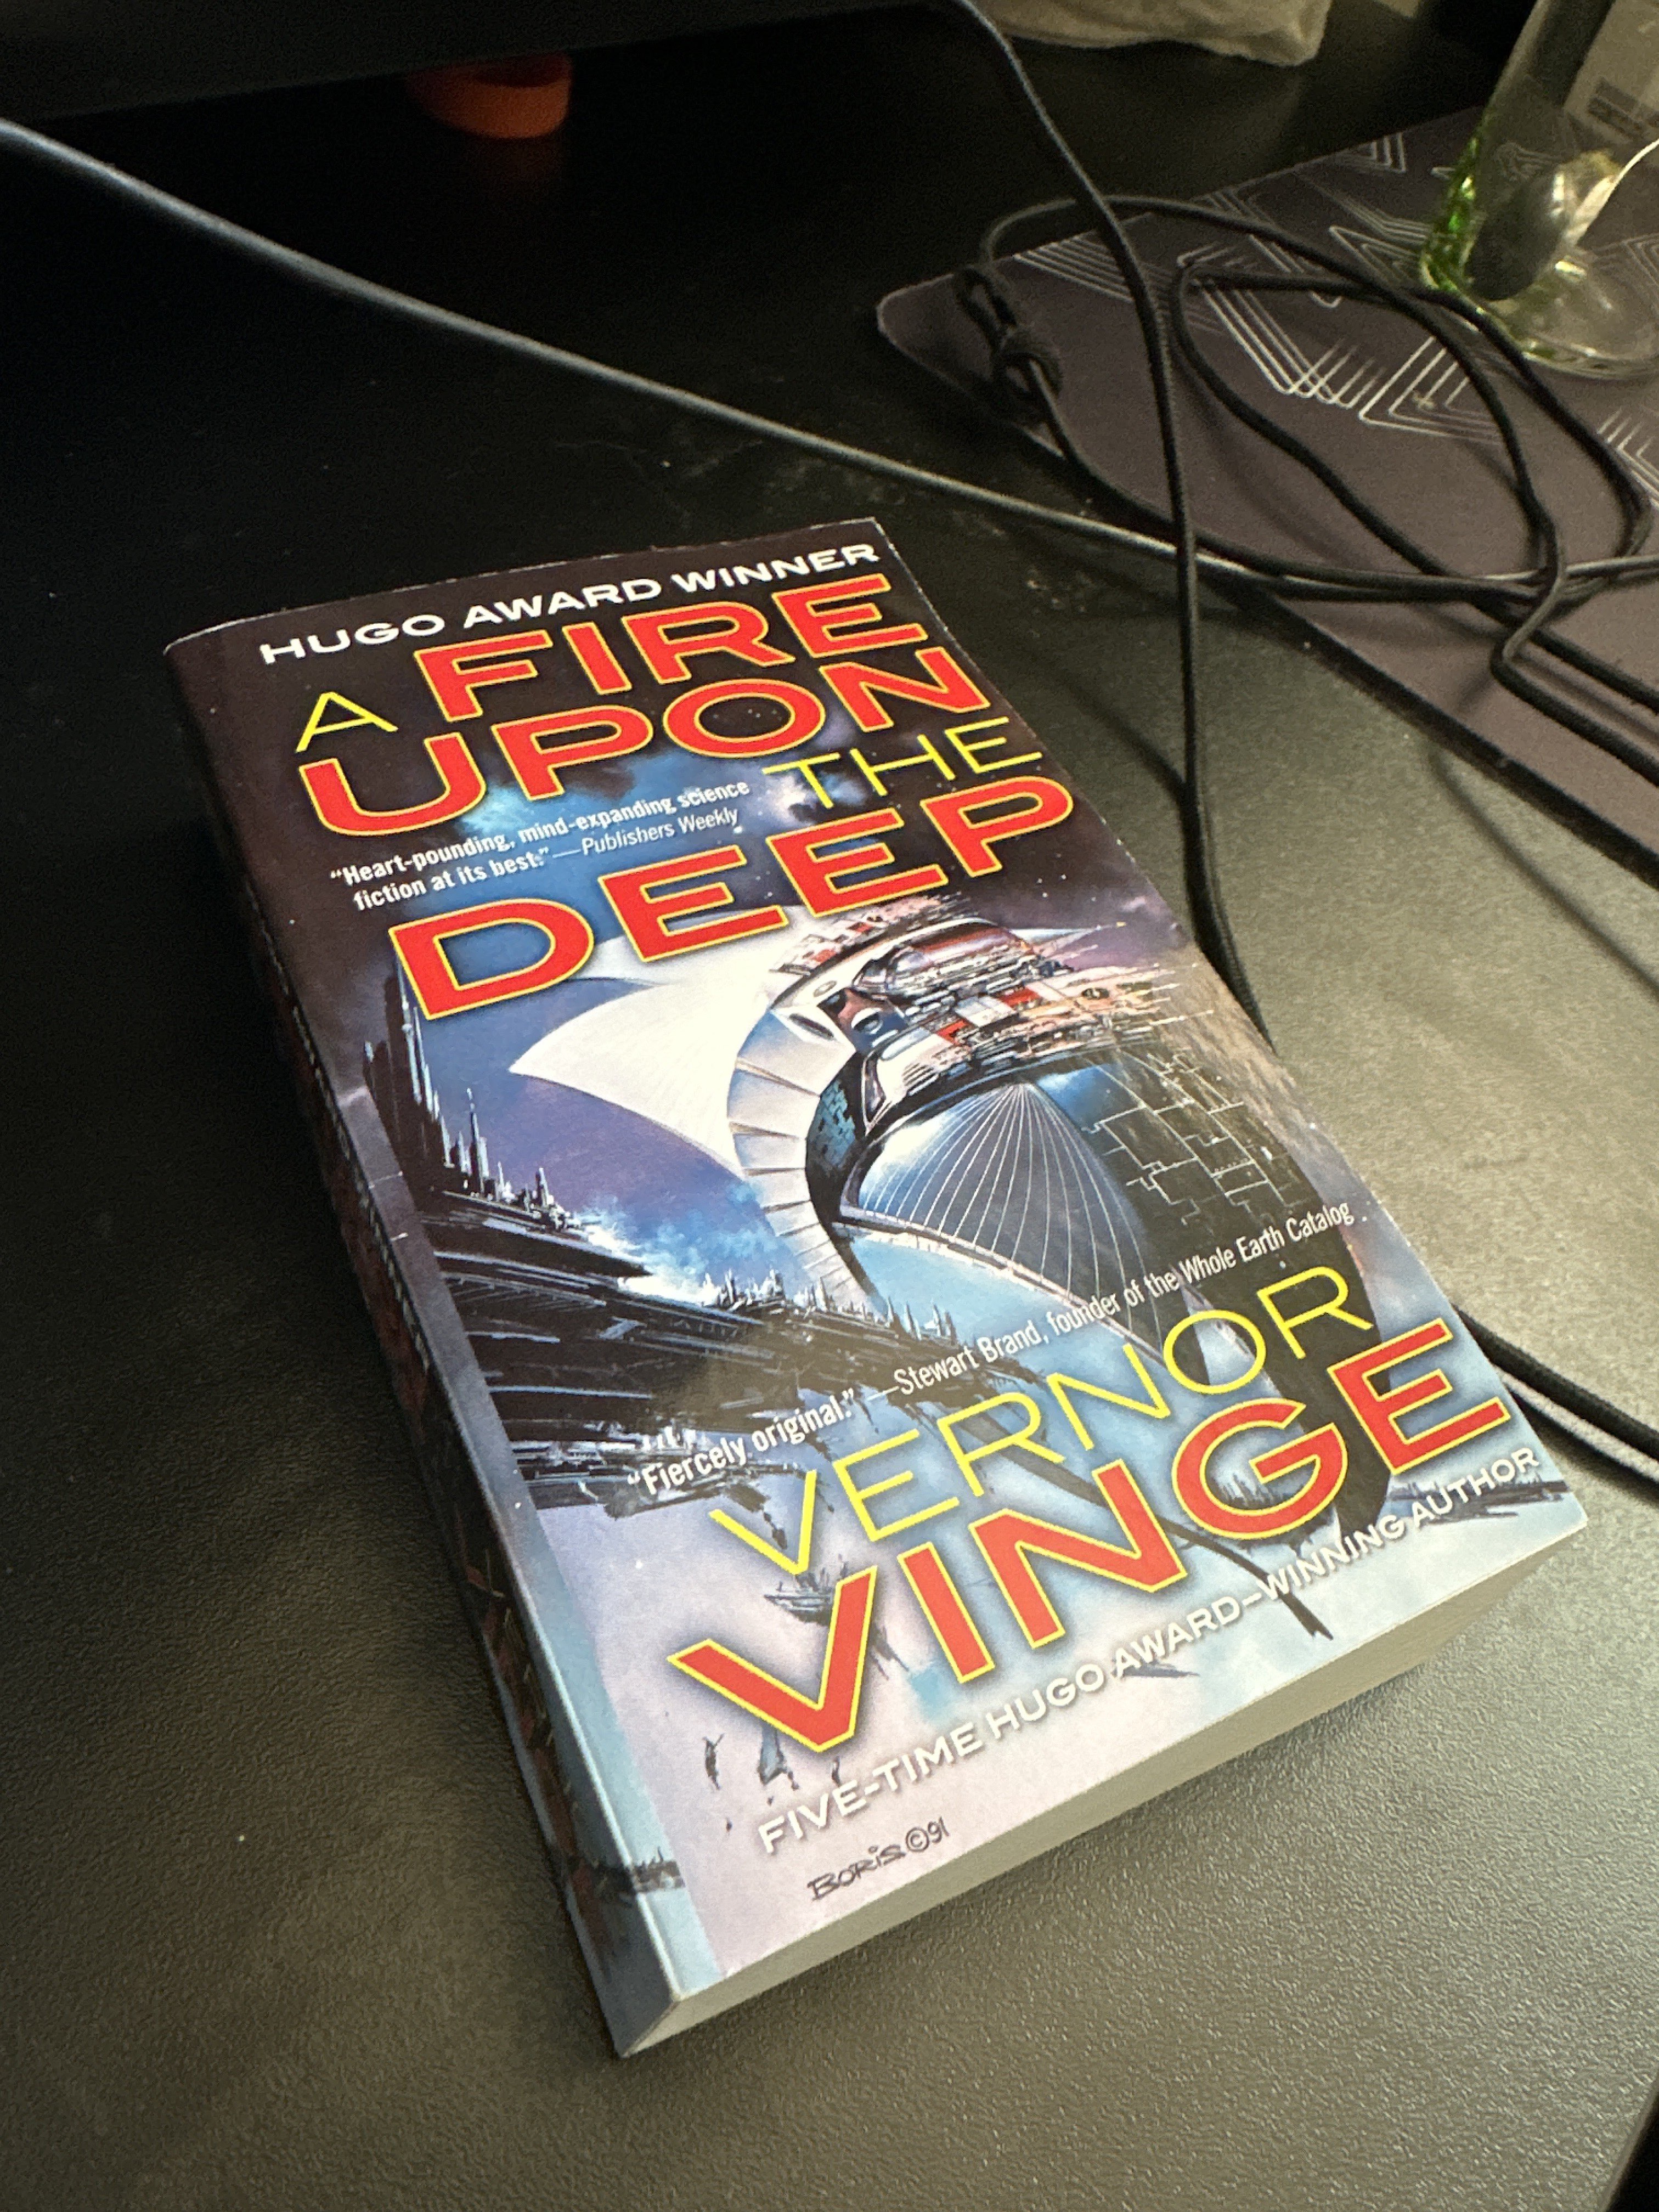 HUGO AWARD WINNER
A FIRE
UPON
THE
"Heart-pounding, mind-expanding science
fiction at its best."—Publishers Weekly
DEEP
"Fiercely original." —Stewart Brand, founder of the Whole Earth Catalog
VERNOR
VINGE
FIVE-TIME HUGO AWARD–WINNING AUTHOR
BORIS ©91